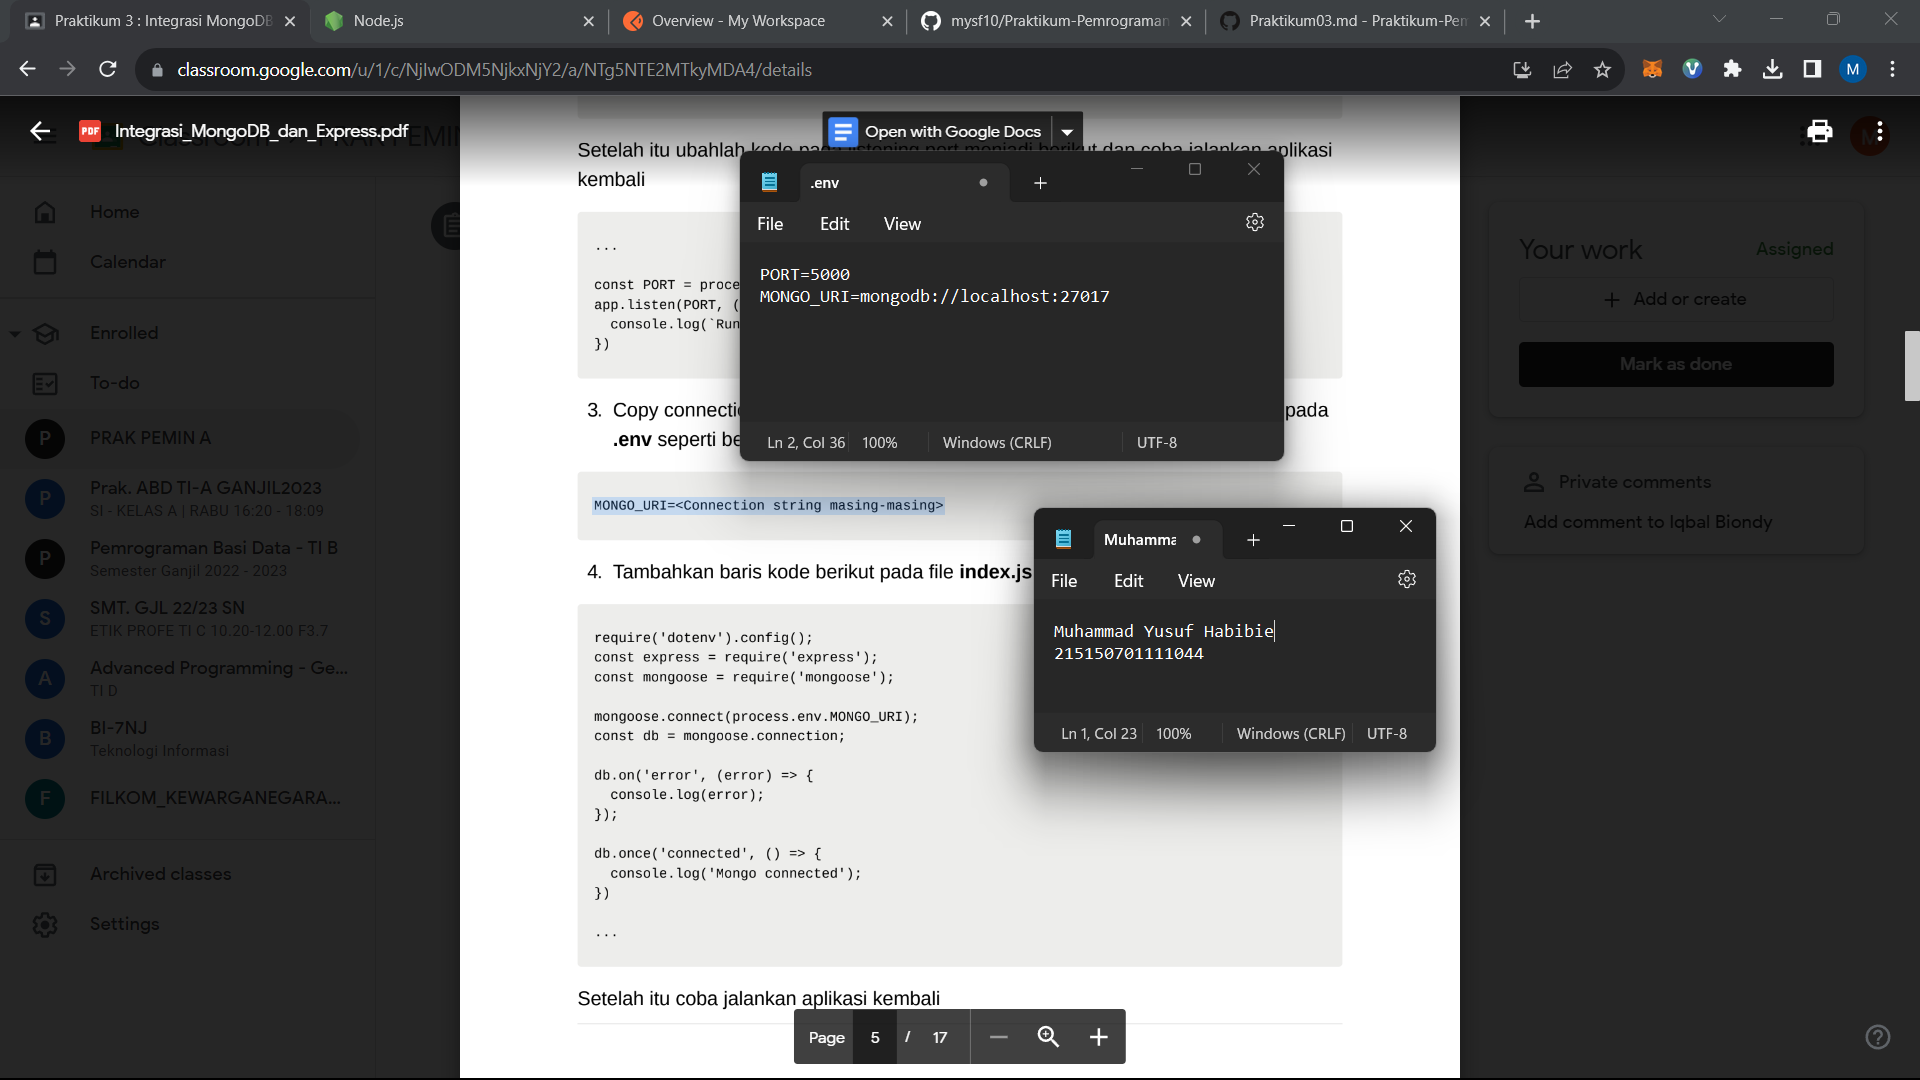 Praktikum 3 : Integrasi MongoDB
Node.js
Overview - My Workspace
mysf10/Praktikum-Pemrograman
Praktikum03.md - Praktikum-Pem
classroom.google.com/u/1/c/NjIwODM5NjkxNjY2/a/NTg5NTE2MTkyMDA4/details
M
PDF
Integrasi_MongoDB_dan_Express.pdf
Open with Google Docs
Home
Calendar
Enrolled
To-do
P
PRAK PEMIN A
P
Prak. ABD TI-A GANJIL2023
SI - KELAS A | RABU 16:20 - 18:09
P
Pemrograman Basi Data - TI B
Semester Ganjil 2022 - 2023
S
SMT. GJL 22/23 SN
ETIK PROFE TI C 10.20-12.00 F3.7
A
Advanced Programming - Ge...
TI D
B
BI-7NJ
Teknologi Informasi
F
FILKOM_KEWARGANEGARA...
Archived classes
Settings
Setelah itu ubahlah kode pada listening port menjadi berikut dan coba jalankan aplikasi
kembali
...
const PORT = proce
app.listen(PORT, (
console.log(`Run
})
3. Copy connecti
pada
.env seperti be
MONGO_URI=<Connection string masing-masing>
4. Tambahkan baris kode berikut pada file index.js
require('dotenv').config();
const express = require('express');
const mongoose = require('mongoose');
mongoose.connect(process.env.MONGO_URI);
const db = mongoose.connection;
db.on('error', (error) => {
console.log(error);
});
db.once('connected', () => {
console.log('Mongo connected');
})
...
Setelah itu coba jalankan aplikasi kembali
Page 5 / 17
.env
File Edit View
PORT=5000
MONGO_URI=mongodb://localhost:27017
Ln 2, Col 36 100% Windows (CRLF) UTF-8
Muhamma
File Edit View
Muhammad Yusuf Habibie
215150701111044
Ln 1, Col 23 100% Windows (CRLF) UTF-8
Your work
Assigned
Add or create
Mark as done
Private comments
Add comment to Iqbal Biondy